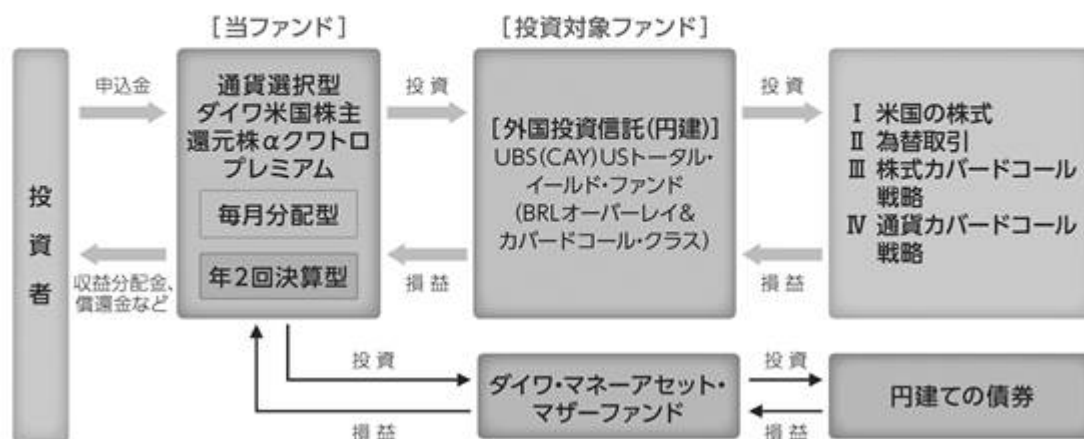 [当ファンド]
[投資対象ファンド]
投資者
申込金
収益分配金、
償還金など
通貨選択型
ダイワ米国株主
還元株αクワトロ
プレミアム
毎月分配型
年2回決算型
投資
損益
[外国投資信託(円建)]
UBS(CAY)USトータル・
イールド・ファンド
(BRLオーバーレイ&
カバードコール・クラス)
投資
損益
Ⅰ 米国の株式
Ⅱ 為替取引
Ⅲ 株式カバードコール
戦略
Ⅳ 通貨カバードコール
戦略
投資
損益
ダイワ・マネーアセット・
マザーファンド
投資
損益
円建ての債券